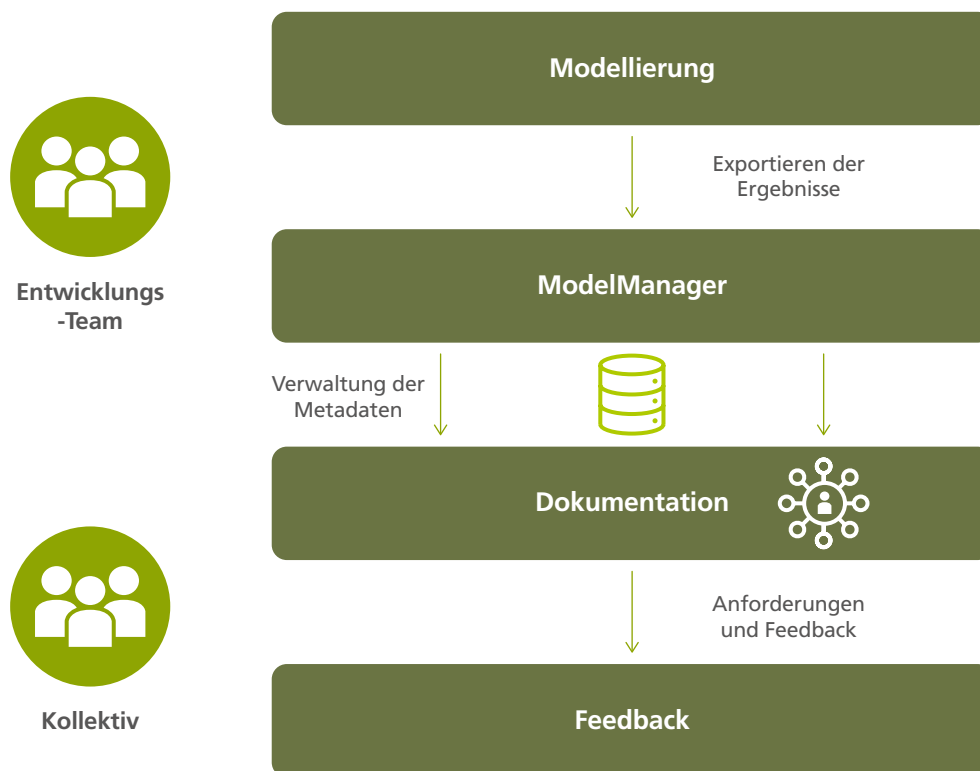 Modellierung
Exportieren der
Ergebnisse
Entwicklungs
-Team
ModelManager
Verwaltung der
Metadaten
Dokumentation
Anforderungen
und Feedback
Kollektiv
Feedback